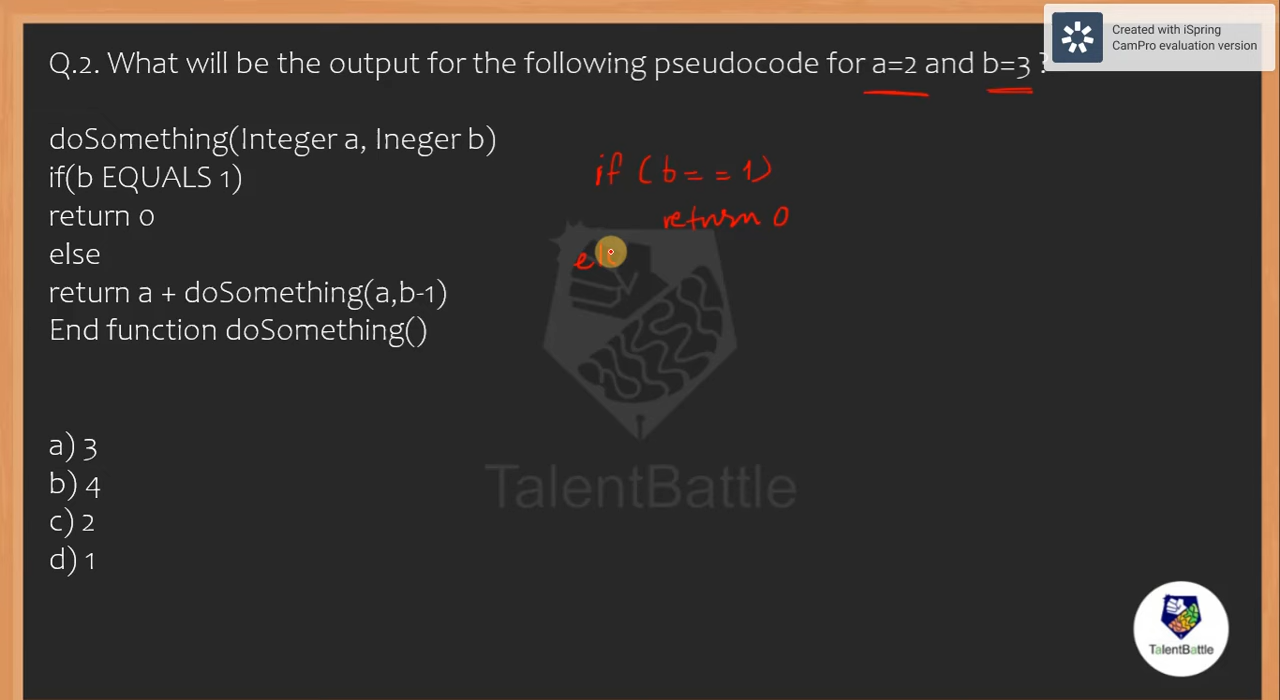 Created with iSpring
CamPro evaluation version
Q.2. What will be the output for the following pseudocode for a=2 and b=3 ?
doSomething(Integer a, Ineger b)
if(b EQUALS 1)
return 0
else
return a + doSomething(a,b-1)
End function doSomething()
if (b == 1)
return 0
a) 3
b) 4
c) 2
d) 1
TalentBattle
TalentBattle